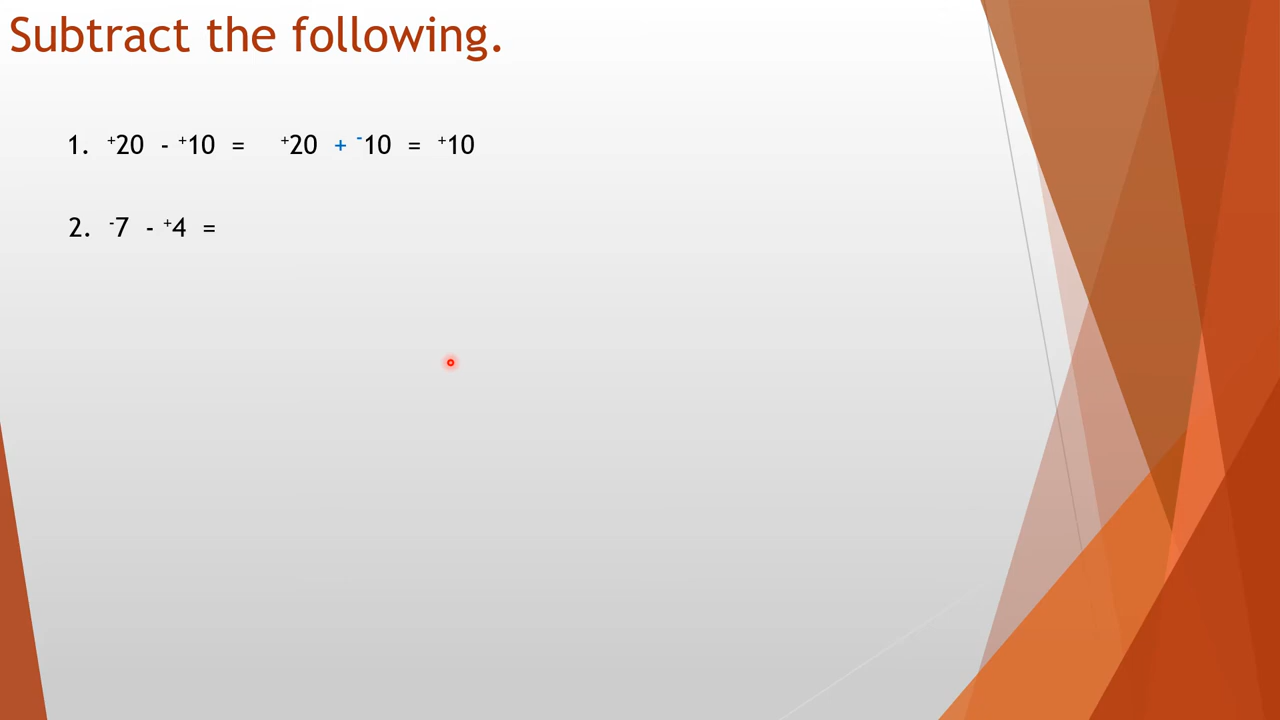 Subtract the following.
1. ⁺20 - ⁺10 = ⁺20 + ⁻10 = ⁺10
2. ⁻7 - ⁺4 =